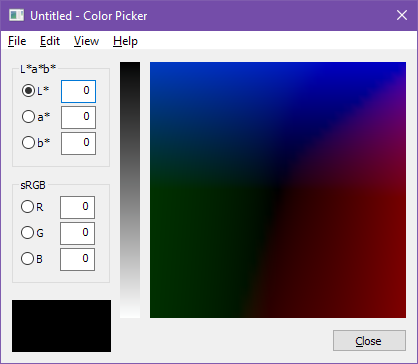 Untitled - Color Picker
File Edit View Help
L*a*b*
L* 0
a* 0
b* 0
sRGB
R 0
G 0
B 0
Close